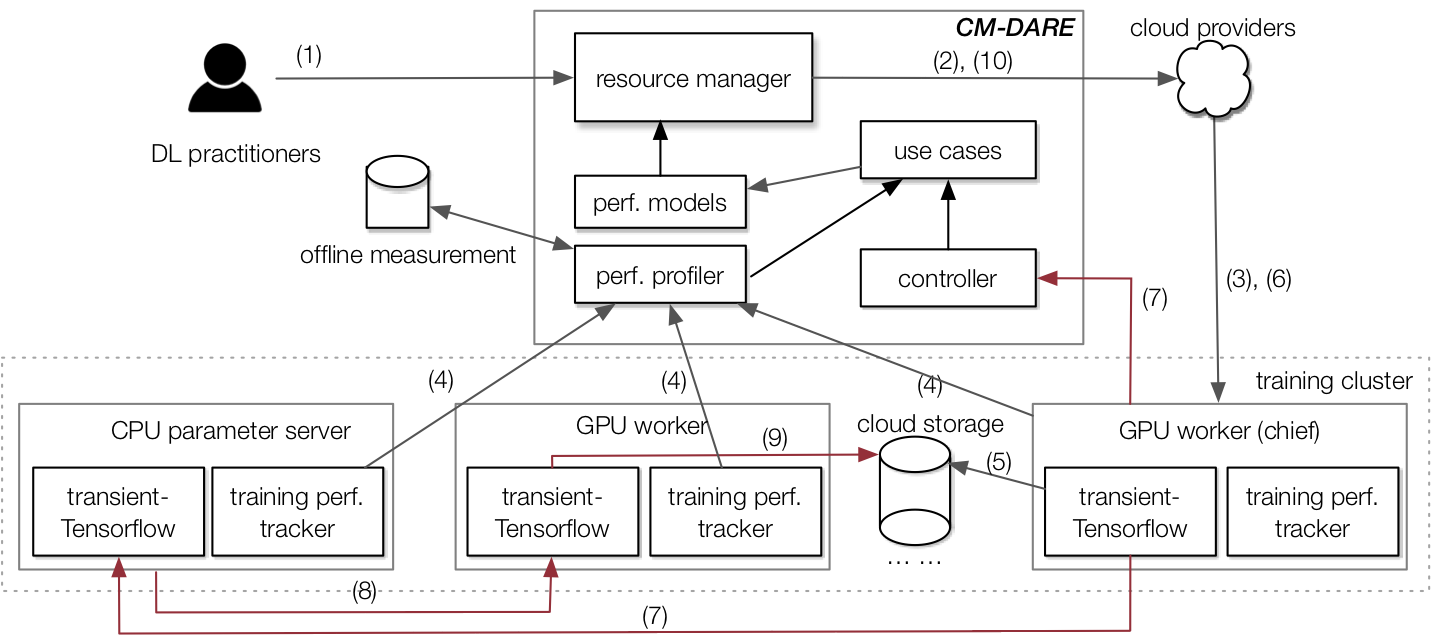 CM-DARE
cloud providers
(1)
resource manager
(2), (10)
DL practitioners
use cases
perf. models
offline measurement
perf. profiler
controller
(3), (6)
(7)
(4)
(4)
(4)
training cluster
CPU parameter server
GPU worker
(9)
cloud storage
GPU worker (chief)
(5)
transient-
Tensorflow
training perf.
tracker
transient-
Tensorflow
training perf.
tracker
transient-
Tensorflow
training perf.
tracker
... ...
(8)
(7)